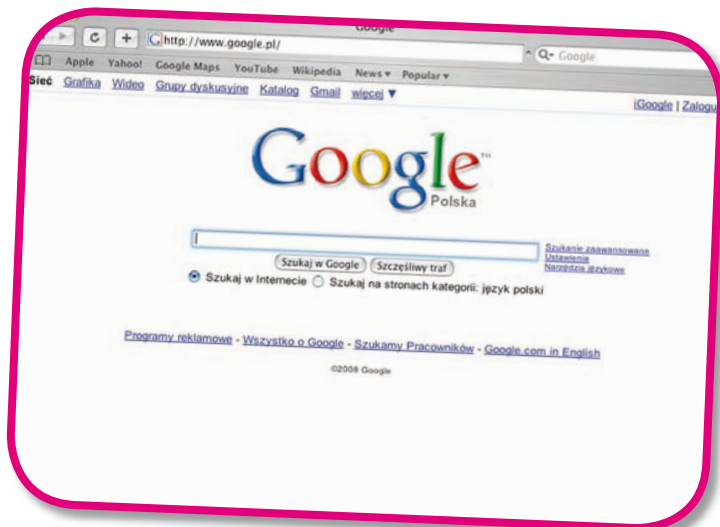 Google
http://www.google.pl/
Google
Apple Yahoo! Google Maps YouTube Wikipedia News Popular
Sieć Grafika Wideo Grupy dyskusyjne Katalog Gmail więcej ▼
iGoogle | Zalogu
Google™
Polska
Szukanie zaawansowane
Ustawienia
Narzędzia językowe
Szukaj w Google Szczęśliwy traf
Szukaj w Internecie Szukaj na stronach kategorii: język polski
Programy reklamowe - Wszystko o Google - Szukamy Pracowników - Google.com in English
©2008 Google